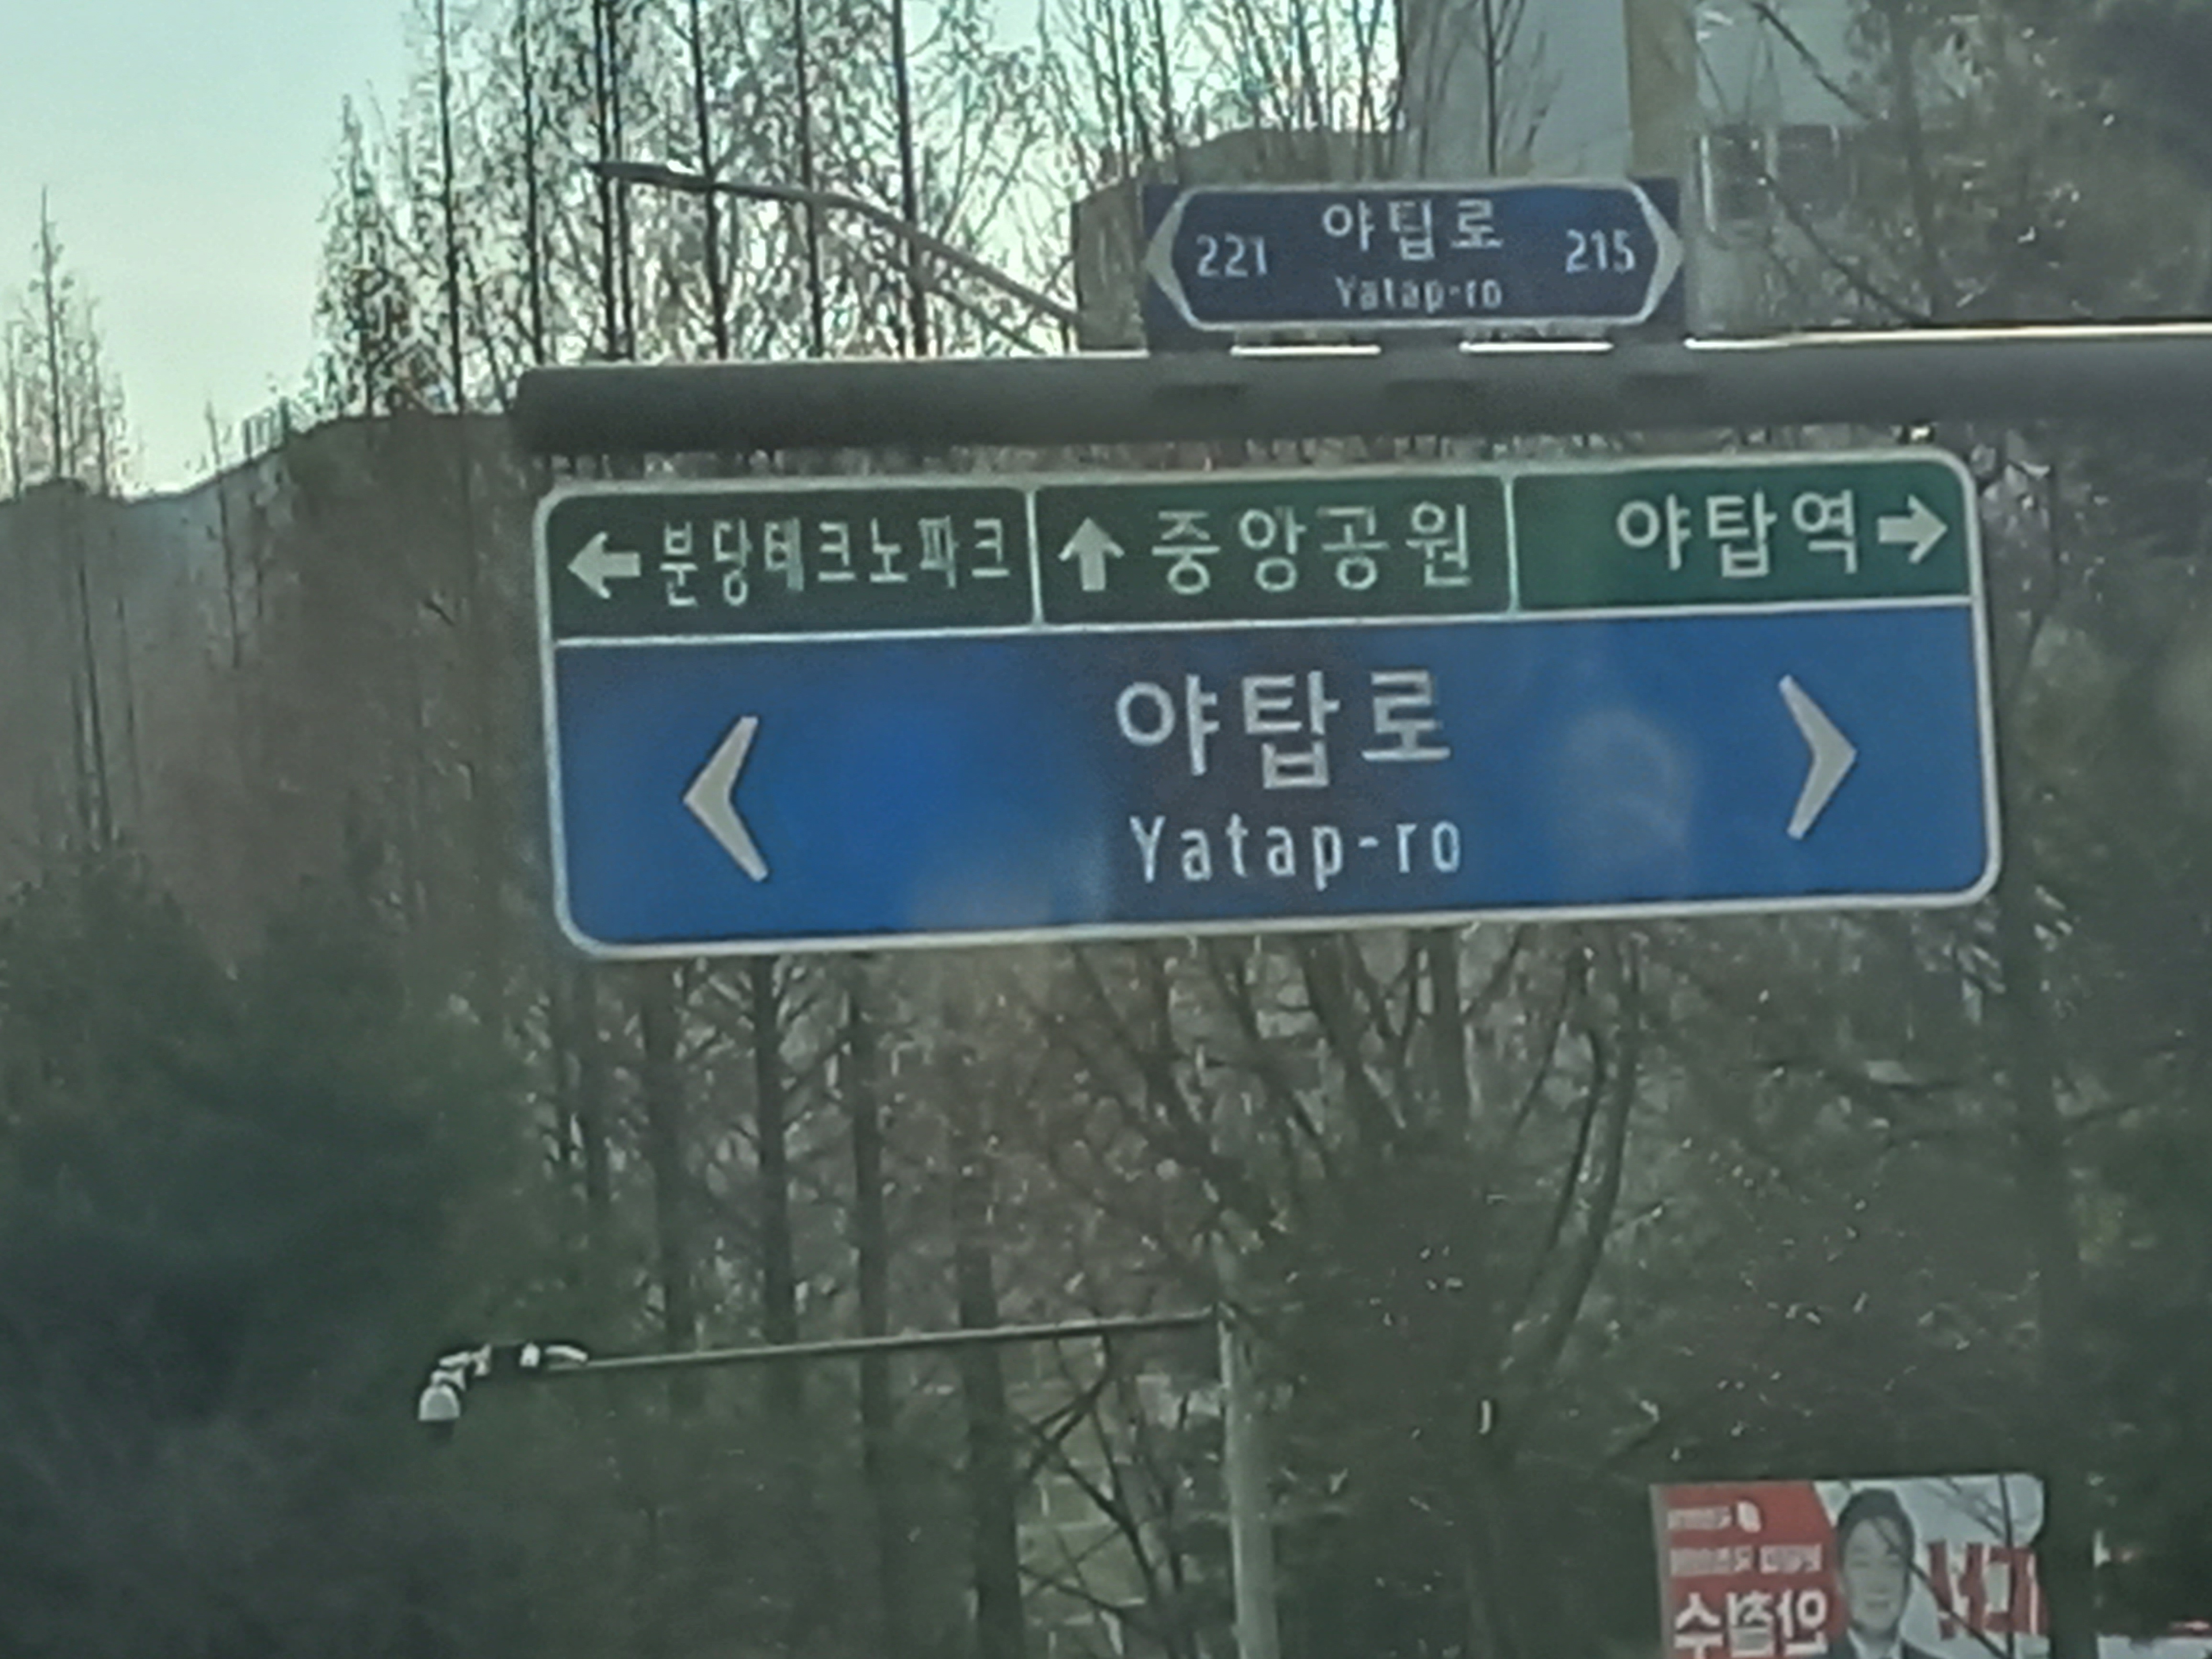 221 야탑로 215
Yatap-ro
← 분당테크노파크
↑ 중앙공원
야탑역 →
야탑로
Yatap-ro